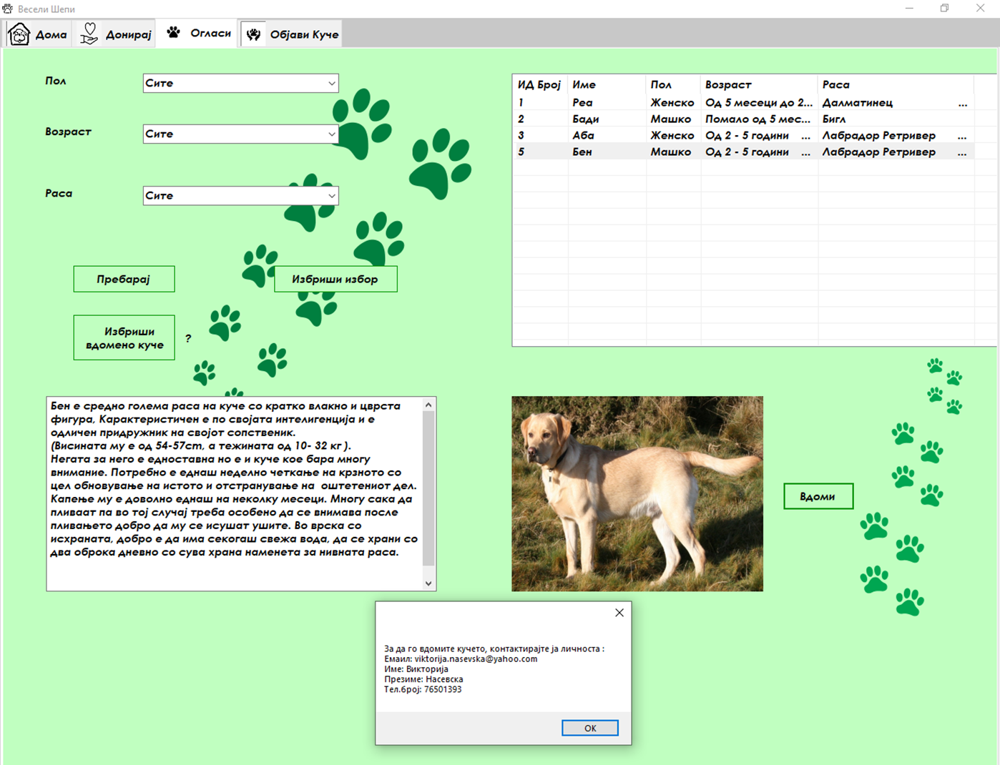 Весели Шепи
Дома
Донирај
Огласи
Објави Куче
Пол
Сите
Возраст
Сите
Раса
Сите
Пребарај
Избриши избор
Избриши
вдомено куче
?
ИД Број Име Пол Возраст Раса
1 Реа Женско Од 5 месеци до 2... Далматинец ...
2 Бади Машко Помало од 5 мес... Бигл
3 Аба Женско Од 2 - 5 години ... Лабрадор Ретривер ...
5 Бен Машко Од 2 - 5 години ... Лабрадор Ретривер ...
Бен е средно голема раса на куче со кратко влакно и цврста
фигура, Карактеристичен е по својата интелигенција и е
одличен придружник на својот сопственик.
(Висината му е од 54-57cm, а тежината од 10- 32 кг ).
Негата за него е едноставна но е и куче кое бара многу
внимание. Потребно е еднаш неделно четкање на крзното со
цел обновување на истото и отстранување на  оштетениот дел.
Капење му е доволно еднаш на неколку месеци. Многу сака да
пливаат па во тој случај треба особено да се внимава после
пливањето добро да му се исушат ушите. Во врска со
исхраната, добро е да има секогаш свежа вода, да се храни со
два оброка дневно со сува храна наменета за нивната раса.
Вдоми
За да го вдомите кучето, контактирајте ја личноста :
Емаил: viktorija.nasevska@yahoo.com
Име: Викторија
Презиме: Насевска
Тел.број: 76501393
OK